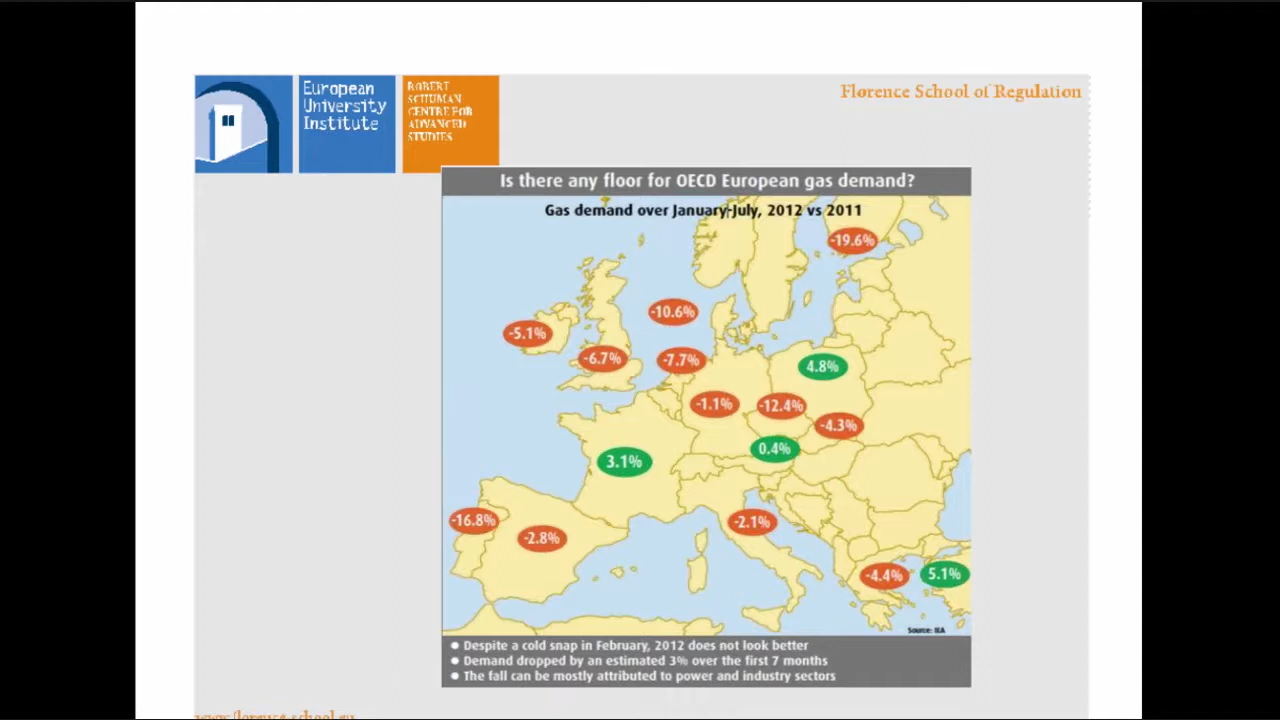 European
University
Institute
ROBERT
SCHUMAN
CENTRE FOR
ADVANCED
STUDIES
Florence School of Regulation
Is there any floor for OECD European gas demand?
Gas demand over January-July, 2012 vs 2011
-19.6%
-10.6%
-5.1%
-6.7%
-7.7%
4.8%
-1.1%
-12.4%
-4.3%
0.4%
3.1%
-16.8%
-2.8%
-2.1%
-4.4%
5.1%
Source: IEA
● Despite a cold snap in February, 2012 does not look better
● Demand dropped by an estimated 3% over the first 7 months
● The fall can be mostly attributed to power and industry sectors